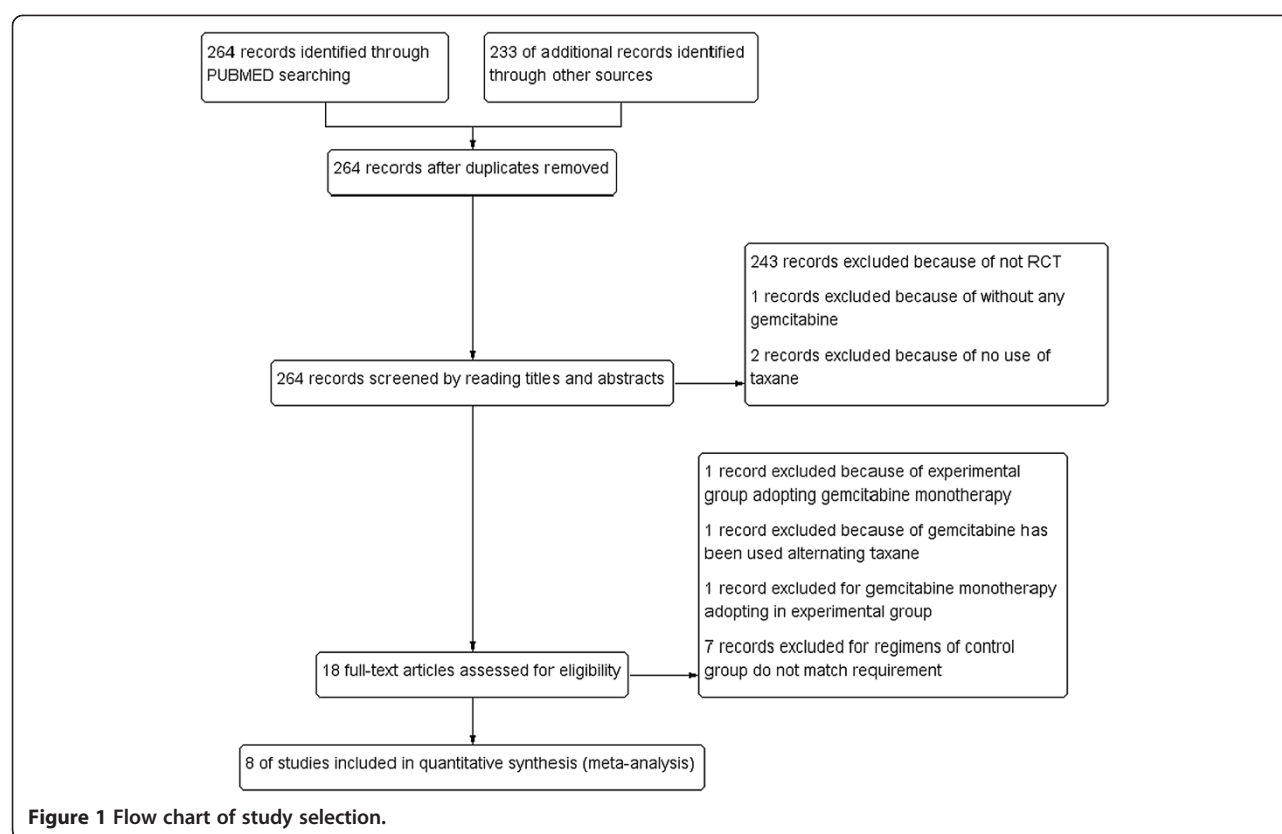 264 records identified through
PUBMED searching
233 of additional records identified
through other sources
264 records after duplicates removed
243 records excluded because of not RCT
1 records excluded because of without any
gemcitabine
2 records excluded because of no use of
taxane
264 records screened by reading titles and abstracts
1 record excluded because of experimental
group adopting gemcitabine monotherapy
1 record excluded because of gemcitabine has
been used alternating taxane
1 record excluded for gemcitabine monotherapy
adopting in experimental group
7 records excluded for regimens of control
group do not match requirement
18 full-text articles assessed for eligibility
8 of studies included in quantitative synthesis (meta-analysis)
Figure 1 Flow chart of study selection.